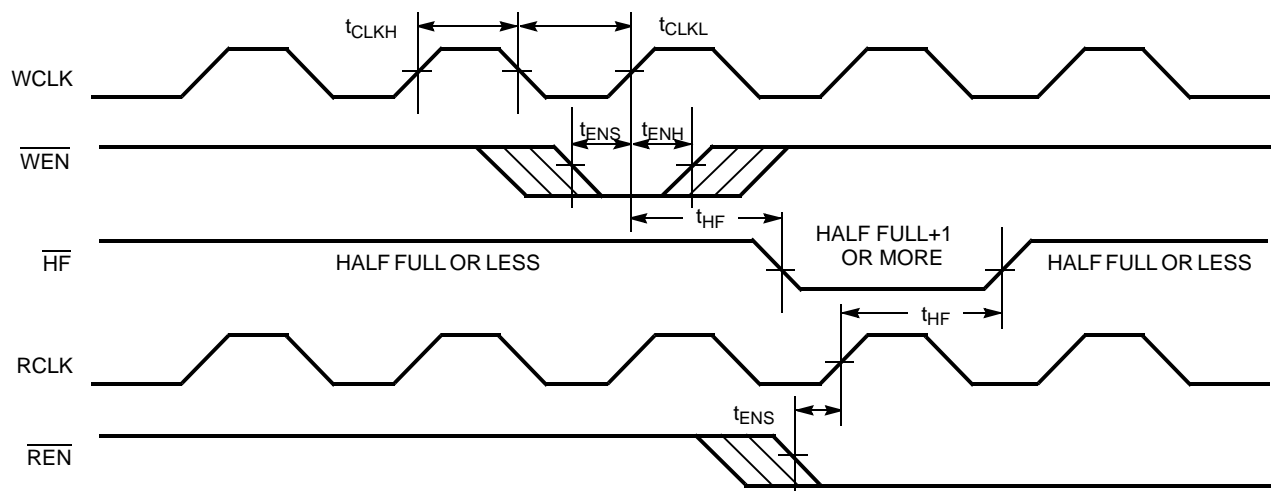 tCLKH
tCLKL
WCLK
tENS
tENH
WEN
tHF
HF
HALF FULL OR LESS
HALF FULL+1
OR MORE
HALF FULL OR LESS
tHF
RCLK
tENS
REN